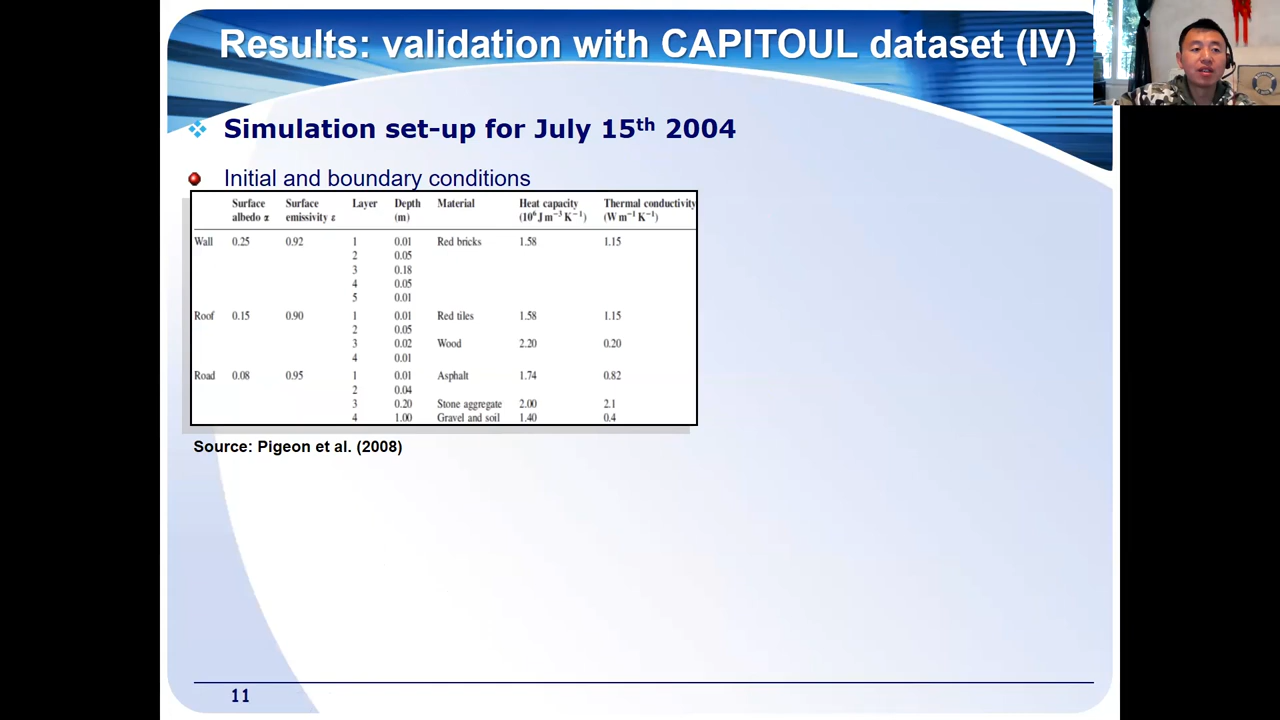 Results: validation with CAPITOUL dataset (IV)
Simulation set-up for July 15th 2004
Initial and boundary conditions
Surface Surface Layer Depth Material Heat capacity Thermal conductivity
albedo α emissivity ε (m) (10⁶ J m⁻³ K⁻¹) (W m⁻¹ K⁻¹)
Wall 0.25 0.92 1 0.01 Red bricks 1.58 1.15
2 0.05
3 0.18
4 0.05
5 0.01
Roof 0.15 0.90 1 0.01 Red tiles 1.58 1.15
2 0.05
3 0.02 Wood 2.20 0.20
4 0.01
Road 0.08 0.95 1 0.01 Asphalt 1.74 0.82
2 0.04
3 0.20 Stone aggregate 2.00 2.1
4 1.00 Gravel and soil 1.40 0.4
Source: Pigeon et al. (2008)
11